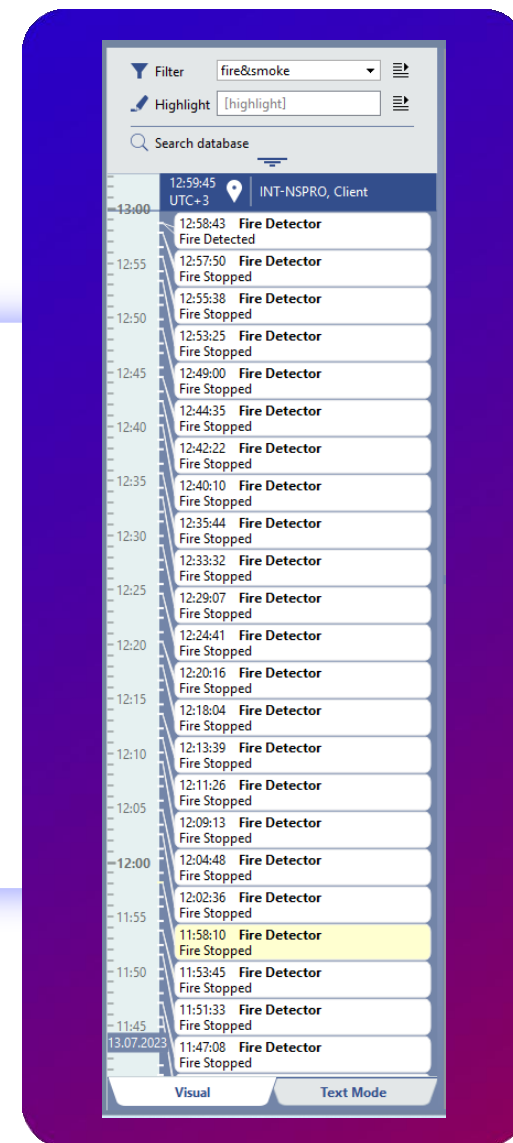 Filter fire&smoke
Highlight [highlight]
Search database
12:59:45
UTC+3
INT-NSPRO, Client
13:00
12:58:43 Fire Detector
Fire Detected
12:57:50 Fire Detector
12:55
Fire Stopped
12:55:38 Fire Detector
Fire Stopped
12:50
12:53:25 Fire Detector
Fire Stopped
12:49:00 Fire Detector
12:45
Fire Stopped
12:44:35 Fire Detector
Fire Stopped
12:40
12:42:22 Fire Detector
Fire Stopped
12:40:10 Fire Detector
12:35
Fire Stopped
12:35:44 Fire Detector
Fire Stopped
12:30
12:33:32 Fire Detector
Fire Stopped
12:29:07 Fire Detector
12:25
Fire Stopped
12:24:41 Fire Detector
Fire Stopped
12:20
12:20:16 Fire Detector
Fire Stopped
12:15
12:18:04 Fire Detector
Fire Stopped
12:13:39 Fire Detector
12:10
Fire Stopped
12:11:26 Fire Detector
Fire Stopped
12:05
12:09:13 Fire Detector
Fire Stopped
12:04:48 Fire Detector
12:00
Fire Stopped
12:02:36 Fire Detector
Fire Stopped
11:55
11:58:10 Fire Detector
Fire Stopped
11:53:45 Fire Detector
11:50
Fire Stopped
11:51:33 Fire Detector
Fire Stopped
11:45
13.07.2023
11:47:08 Fire Detector
Fire Stopped
Visual
Text Mode